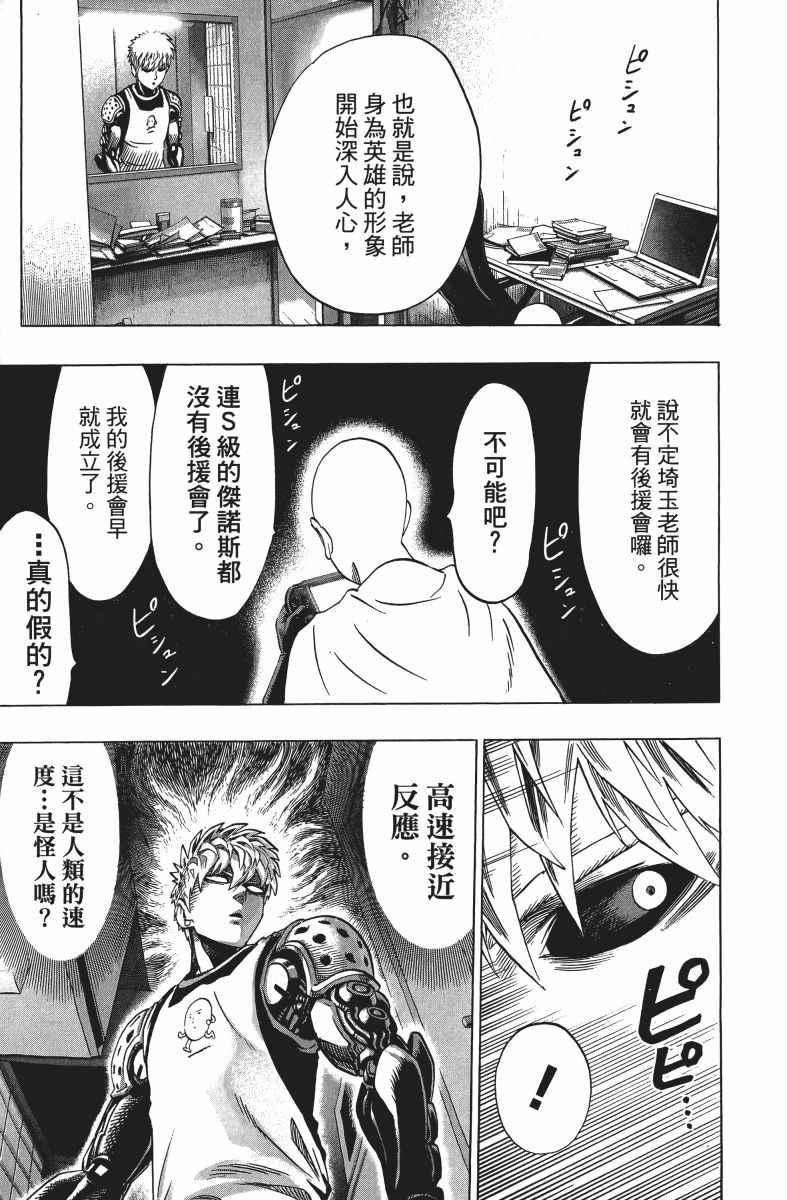 ピシュン
ピシュン
也就是說，老師
身為英雄的形象
開始深入人心，
說不定埼玉老師很快
就會有後援會囉。
ピシュン
不可能吧？
ピシュン
連S級的傑諾斯都
沒有後援會了。
我的後援會早
就成立了。
ピシュン
…真的假的？
ピピピ……
！
高速接近
反應。
這不是人類的速
度…是怪人嗎？